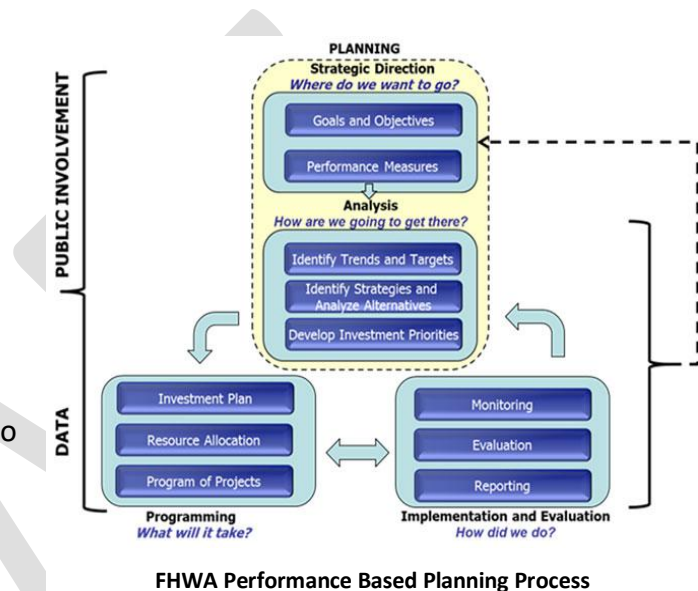 PLANNING
Strategic Direction
Where do we want to go?
Goals and Objectives
Performance Measures
Analysis
How are we going to get there?
Identify Trends and Targets
Identify Strategies and
Analyze Alternatives
Develop Investment Priorities
PUBLIC INVOLVEMENT
DATA
o
Investment Plan
Resource Allocation
Program of Projects
Programming
What will it take?
Monitoring
Evaluation
Reporting
Implementation and Evaluation
How did we do?
FHWA Performance Based Planning Process